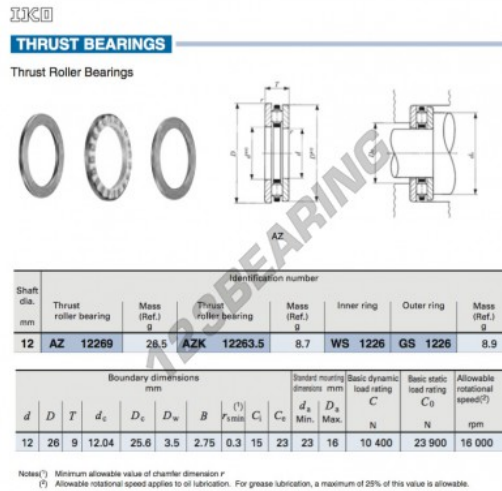 IKO
THRUST BEARINGS
Thrust Roller Bearings
AZ
123BEARING
Identification number
Shaft dia. mm
Thrust roller bearing
Mass (Ref.) g
Thrust roller bearing
Mass (Ref.) g
Inner ring
Outer ring
Mass (Ref.) g
12 AZ 12269 26.5 AZK 12263.5 8.7 WS 1226 GS 1226 8.9
Boundary dimensions mm
Standard mounting dimensions mm
Basic dynamic load rating C N
Basic static load rating C0 N
Allowable rotational speed(2) rpm
d D T dc Dc Dw B rs min(1) Ci Ce da Min. Da Max.
12 26 9 12.04 25.6 3.5 2.75 0.3 15 23 23 16 10 400 23 900 16 000
Notes(1) Minimum allowable value of chamfer dimension r
(2) Allowable rotational speed applies to oil lubrication. For grease lubrication, a maximum of 25% of this value is allowable.